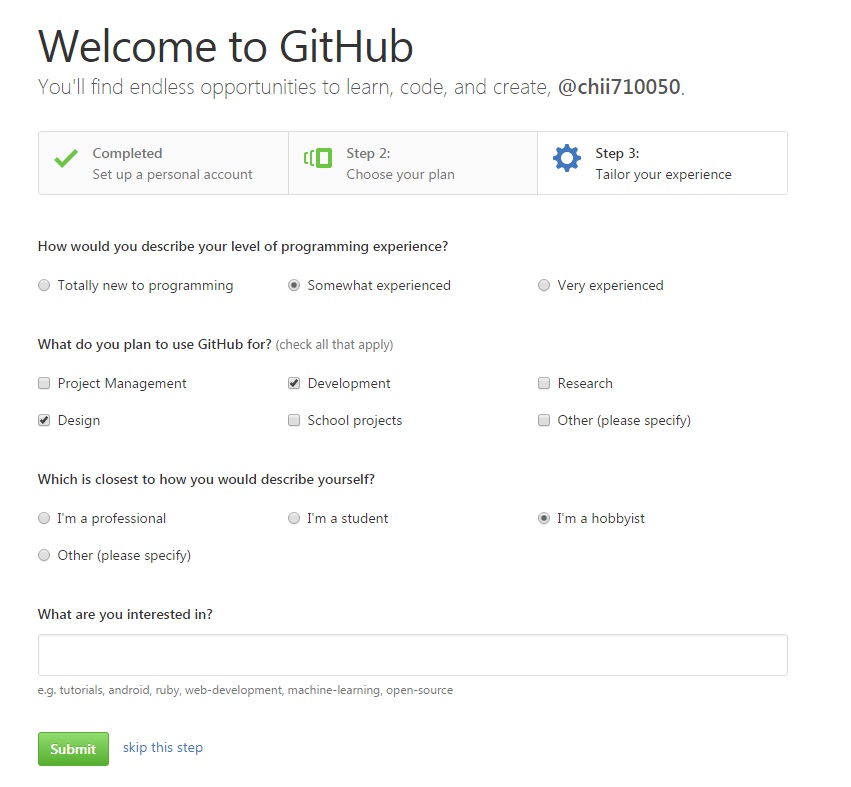 Welcome to GitHub
You'll find endless opportunities to learn, code, and create, @chii710050.
Completed
Set up a personal account
Step 2:
Choose your plan
Step 3:
Tailor your experience
How would you describe your level of programming experience?
Totally new to programming
Somewhat experienced
Very experienced
What do you plan to use GitHub for? (check all that apply)
Project Management
Development
Research
Design
School projects
Other (please specify)
Which is closest to how you would describe yourself?
I'm a professional
I'm a student
I'm a hobbyist
Other (please specify)
What are you interested in?
e.g. tutorials, android, ruby, web-development, machine-learning, open-source
Submit
skip this step